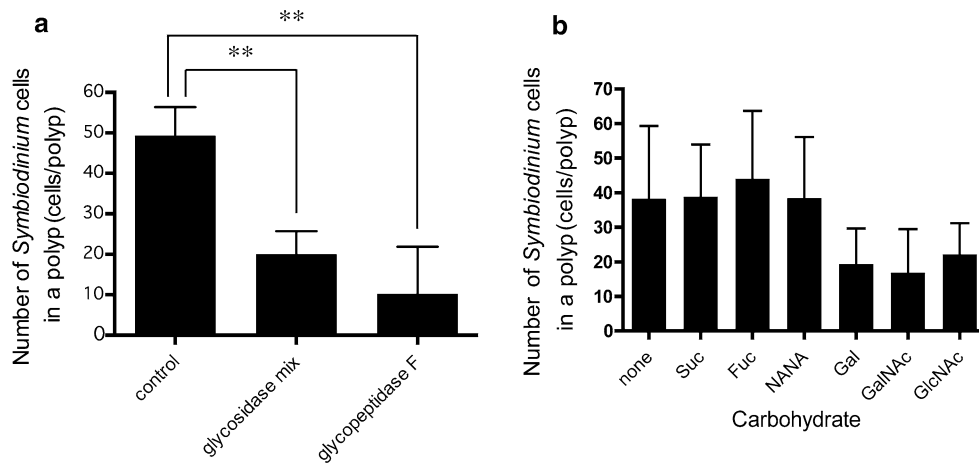 a
**
**
Number of Symbiodinium cells
in a polyp (cells/polyp)
60
50
40
30
20
10
0
control
glycosidase mix
glycopeptidase F
b
Number of Symbiodinium cells
in a polyp (cells/polyp)
70
60
50
40
30
20
10
0
none
Suc
Fuc
NANA
Gal
GalNAc
GlcNAc
Carbohydrate